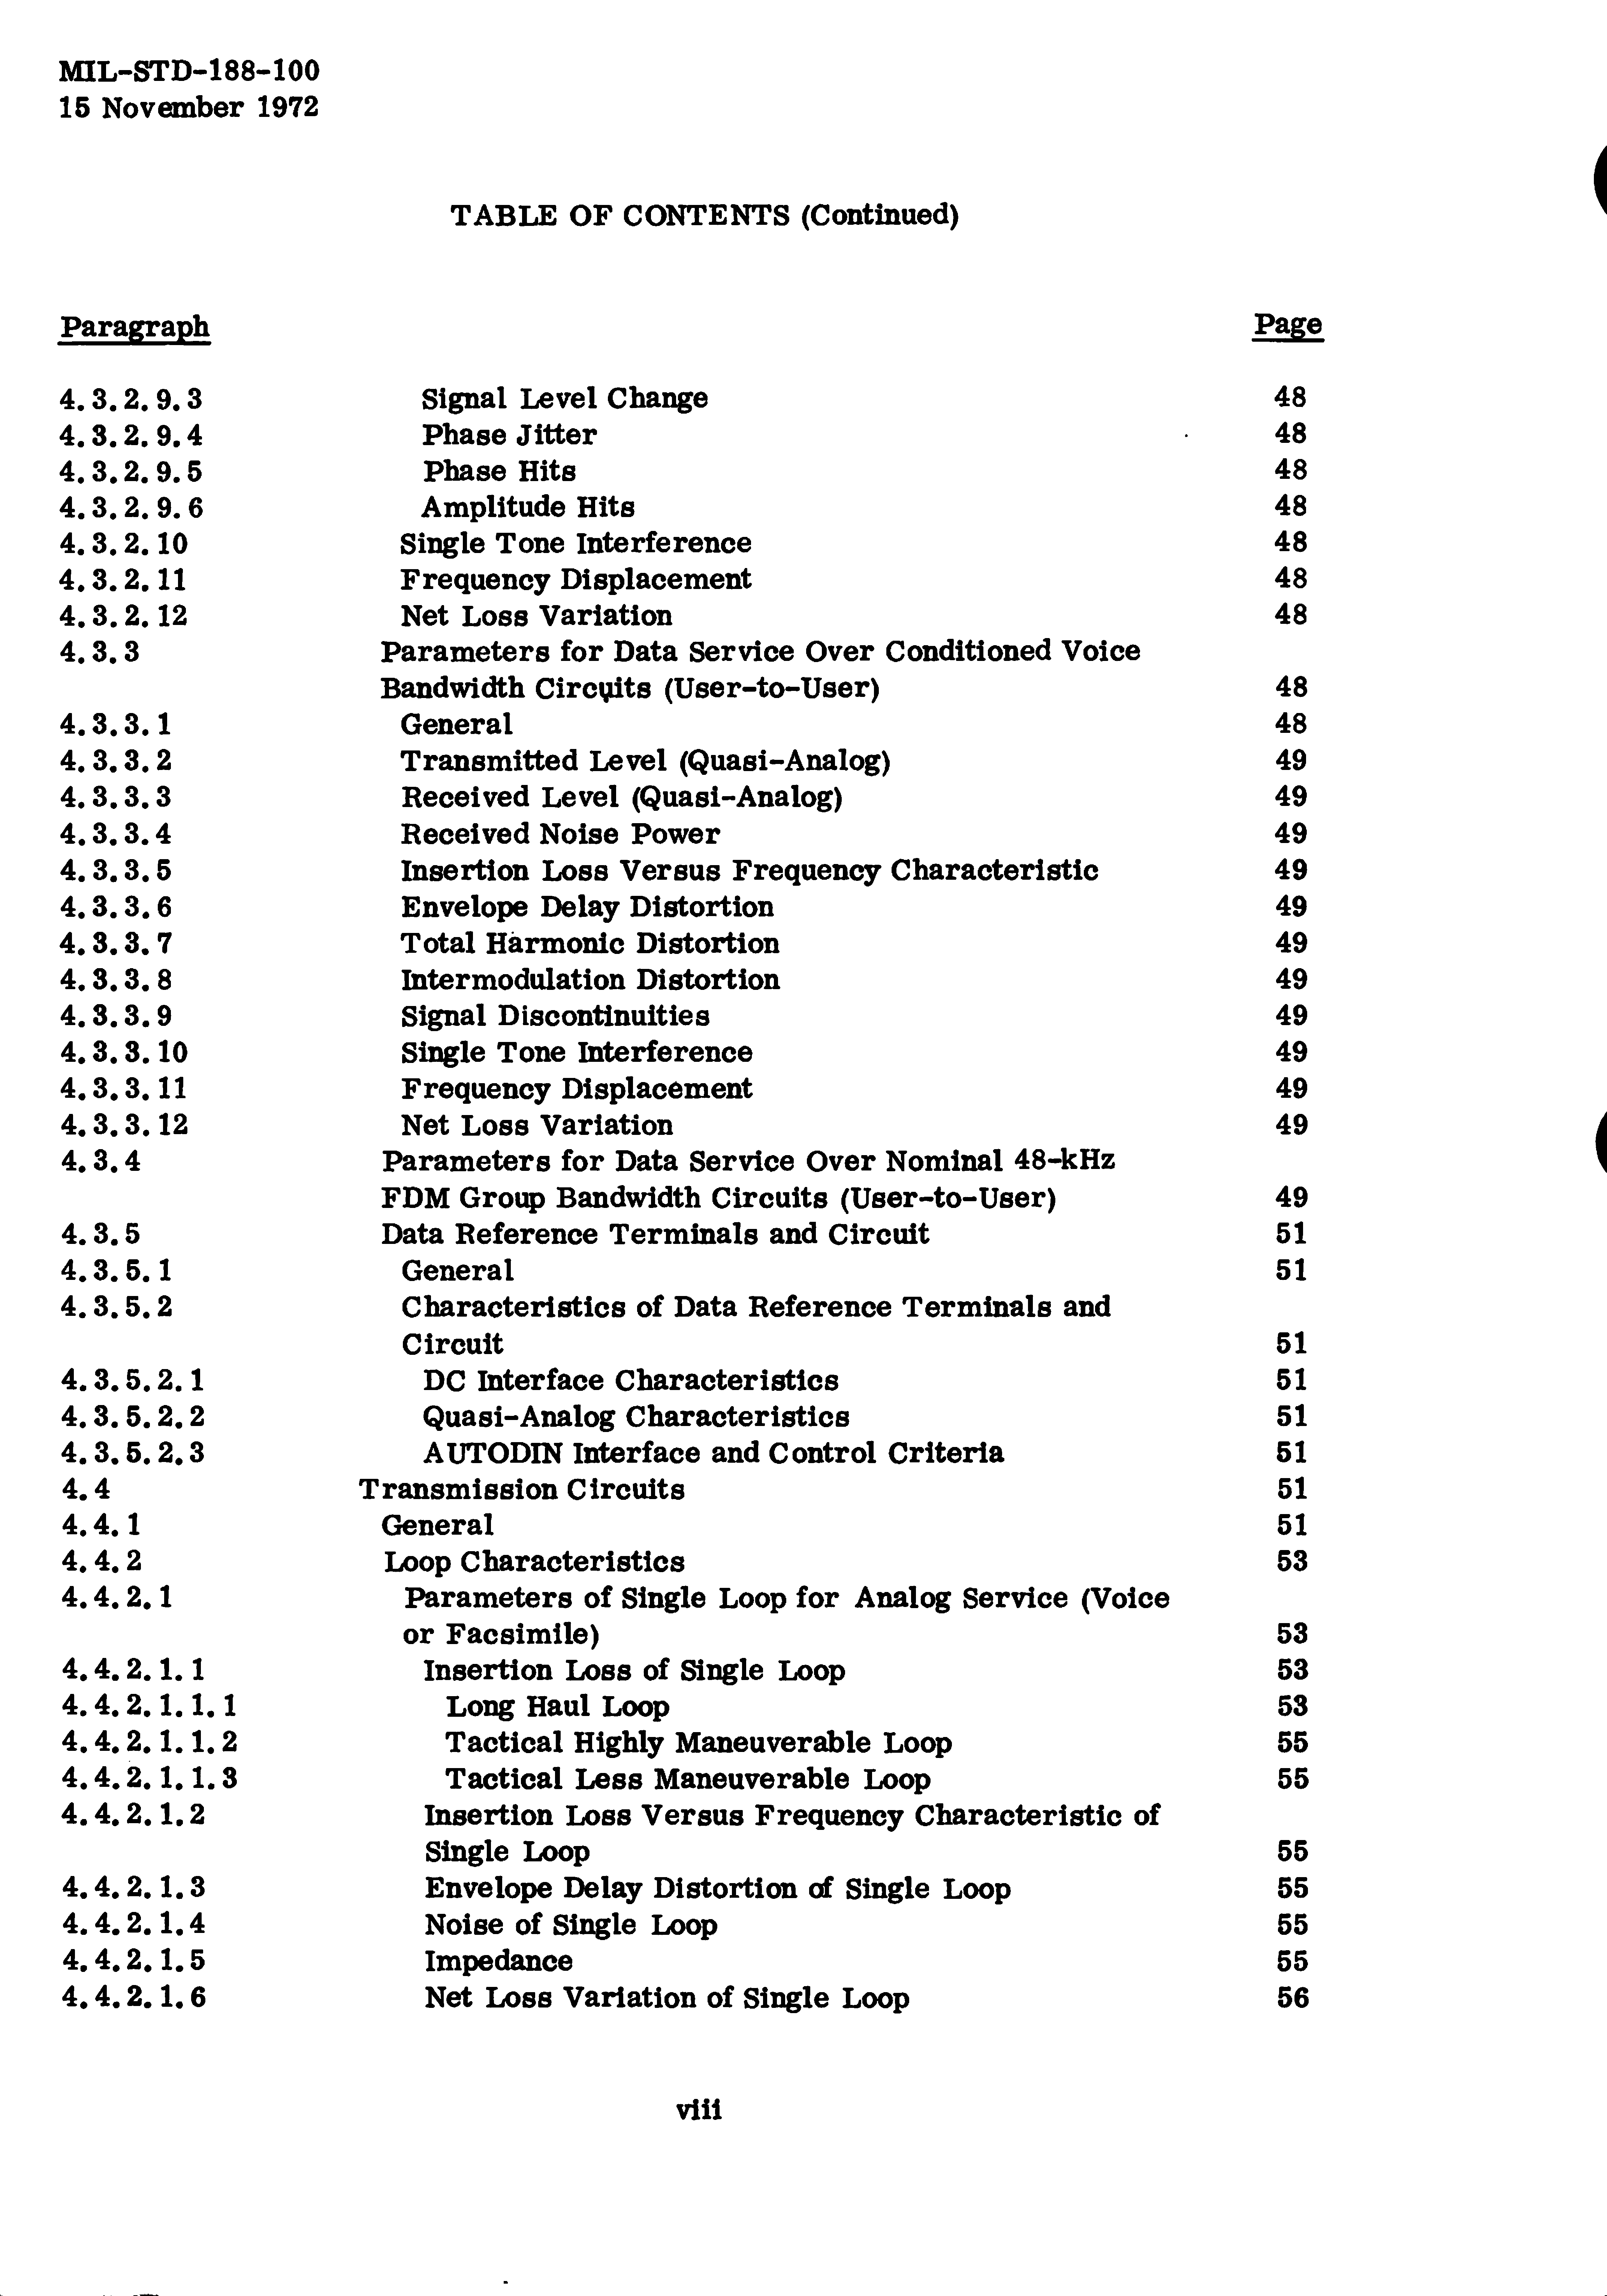 MIL-STD-188-100
15 November 1972
TABLE OF CONTENTS (Continued)
Paragraph Page
4.3.2.9.3 Signal Level Change 48
4.3.2.9.4 Phase Jitter 48
4.3.2.9.5 Phase Hits 48
4.3.2.9.6 Amplitude Hits 48
4.3.2.10 Single Tone Interference 48
4.3.2.11 Frequency Displacement 48
4.3.2.12 Net Loss Variation 48
4.3.3 Parameters for Data Service Over Conditioned Voice
Bandwidth Circuits (User-to-User) 48
4.3.3.1 General 48
4.3.3.2 Transmitted Level (Quasi-Analog) 49
4.3.3.3 Received Level (Quasi-Analog) 49
4.3.3.4 Received Noise Power 49
4.3.3.5 Insertion Loss Versus Frequency Characteristic 49
4.3.3.6 Envelope Delay Distortion 49
4.3.3.7 Total Harmonic Distortion 49
4.3.3.8 Intermodulation Distortion 49
4.3.3.9 Signal Discontinuities 49
4.3.3.10 Single Tone Interference 49
4.3.3.11 Frequency Displacement 49
4.3.3.12 Net Loss Variation 49
4.3.4 Parameters for Data Service Over Nominal 48-kHz
FDM Group Bandwidth Circuits (User-to-User) 49
4.3.5 Data Reference Terminals and Circuit 51
4.3.5.1 General 51
4.3.5.2 Characteristics of Data Reference Terminals and
Circuit 51
4.3.5.2.1 DC Interface Characteristics 51
4.3.5.2.2 Quasi-Analog Characteristics 51
4.3.5.2.3 AUTODIN Interface and Control Criteria 51
4.4 Transmission Circuits 51
4.4.1 General 51
4.4.2 Loop Characteristics 53
4.4.2.1 Parameters of Single Loop for Analog Service (Voice
or Facsimile) 53
4.4.2.1.1 Insertion Loss of Single Loop 53
4.4.2.1.1.1 Long Haul Loop 53
4.4.2.1.1.2 Tactical Highly Maneuverable Loop 55
4.4.2.1.1.3 Tactical Less Maneuverable Loop 55
4.4.2.1.2 Insertion Loss Versus Frequency Characteristic of
Single Loop 55
4.4.2.1.3 Envelope Delay Distortion of Single Loop 55
4.4.2.1.4 Noise of Single Loop 55
4.4.2.1.5 Impedance 55
4.4.2.1.6 Net Loss Variation of Single Loop 56
viii